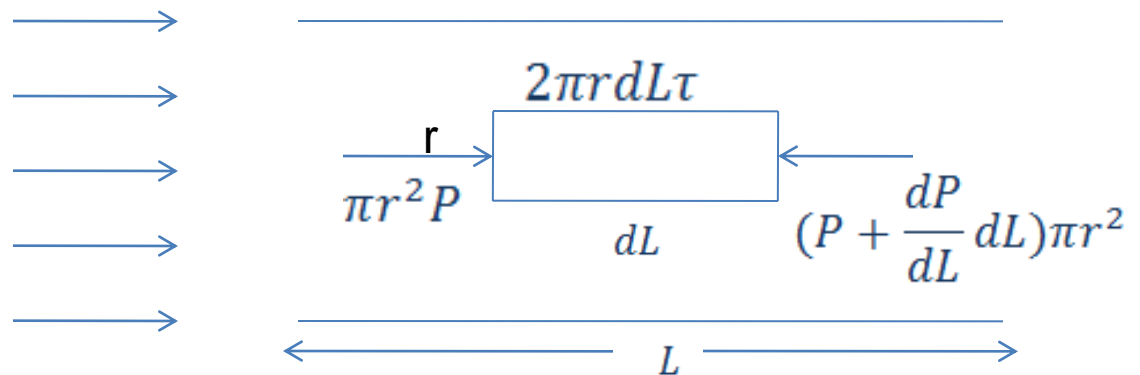 2πrdLτ
r
πr²P
dL
(P + dP/dL dL)πr²
L